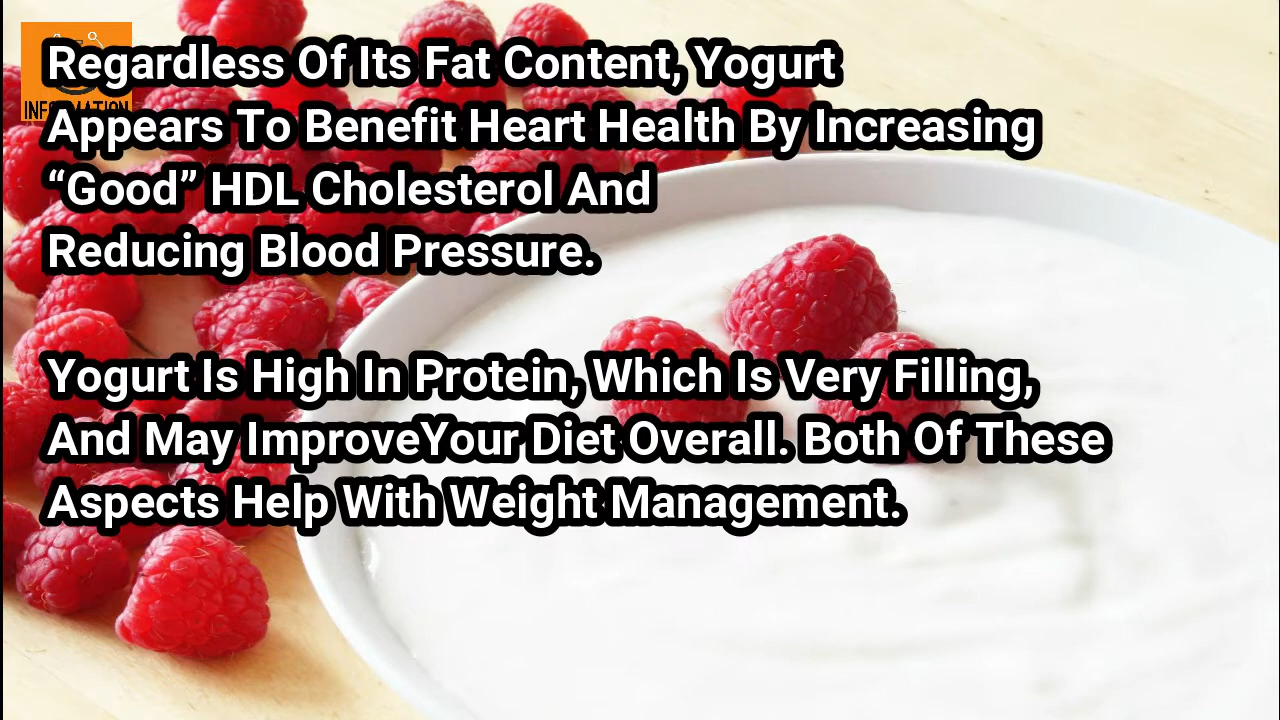 Regardless Of Its Fat Content, Yogurt
Appears To Benefit Heart Health By Increasing
“Good” HDL Cholesterol And
Reducing Blood Pressure.
Yogurt Is High In Protein, Which Is Very Filling,
And May ImproveYour Diet Overall. Both Of These
Aspects Help With Weight Management.